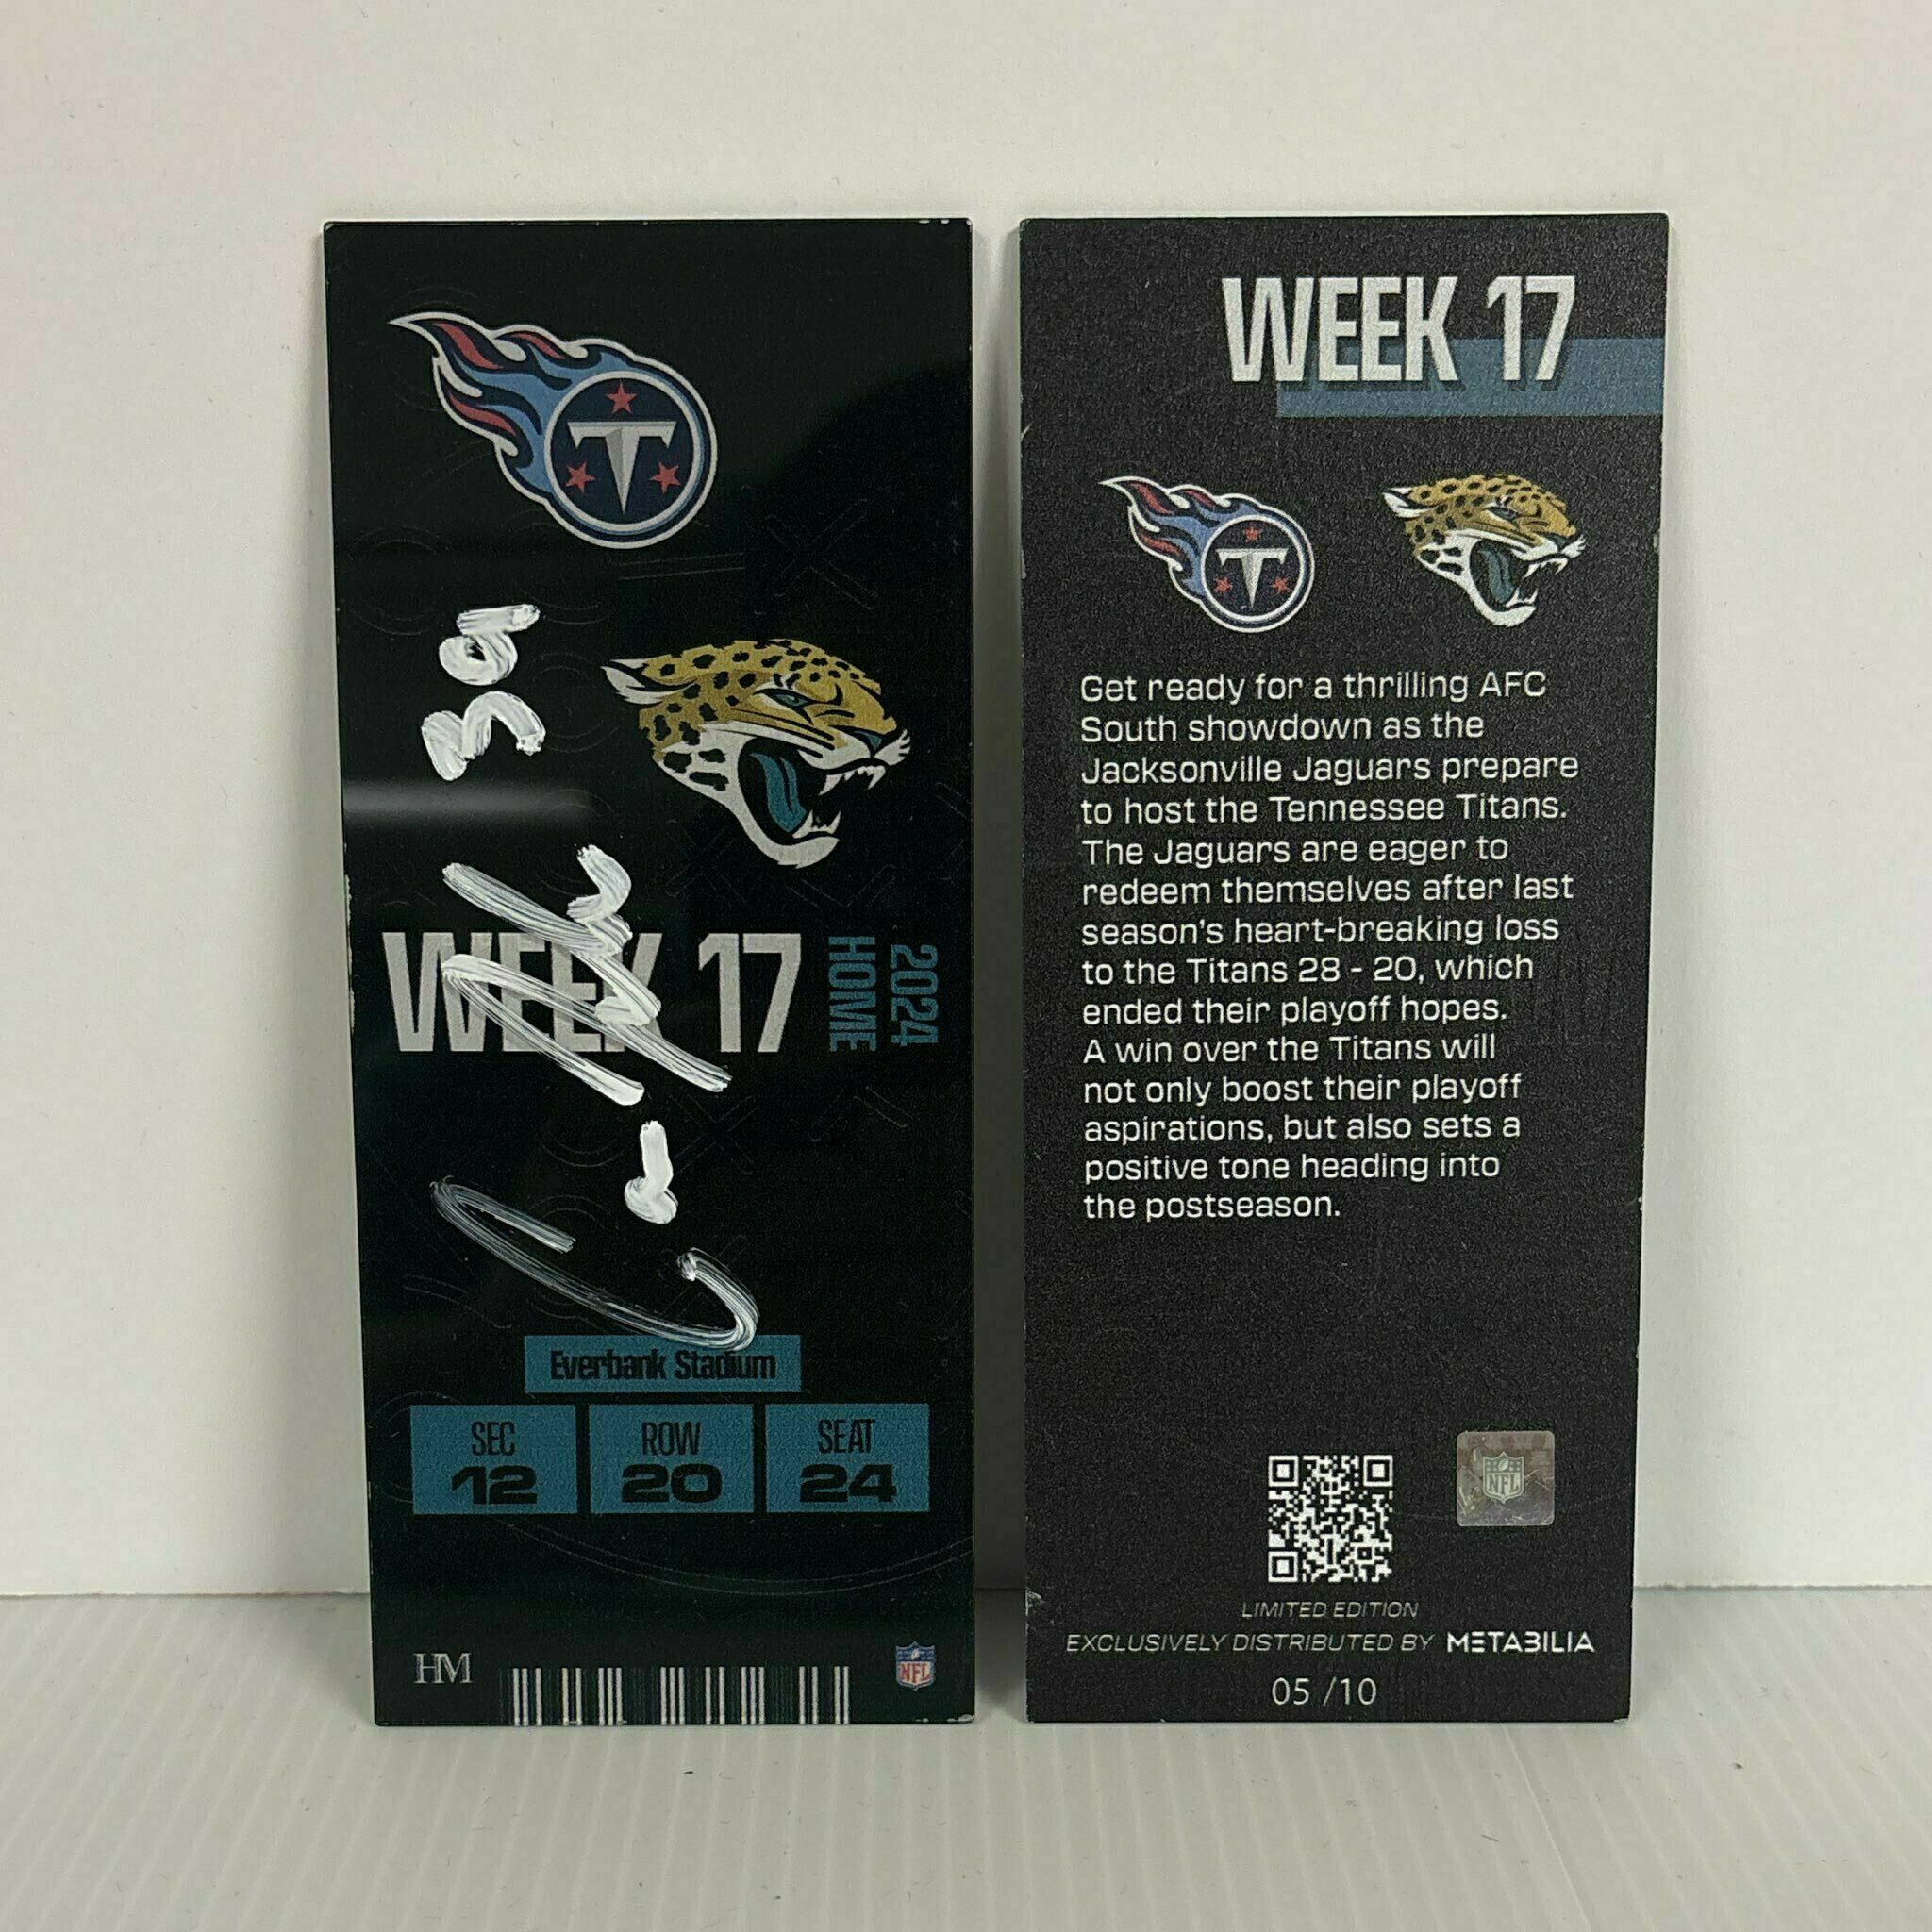 WEEK 17
2024
HOME
Everbank Stadium
SEC
12
ROW
20
SEAT
24
HM
NFL
WEEK 17
Get ready for a thrilling AFC
South showdown as the
Jacksonville Jaguars prepare
to host the Tennessee Titans.
The Jaguars are eager to
redeem themselves after last
season's heart-breaking loss
to the Titans 28 - 20, which
ended their playoff hopes.
A win over the Titans will
not only boost their playoff
aspirations, but also sets a
positive tone heading into
the postseason.
NFL
LIMITED EDITION
EXCLUSIVELY DISTRIBUTED BY METABILIA
05 /10